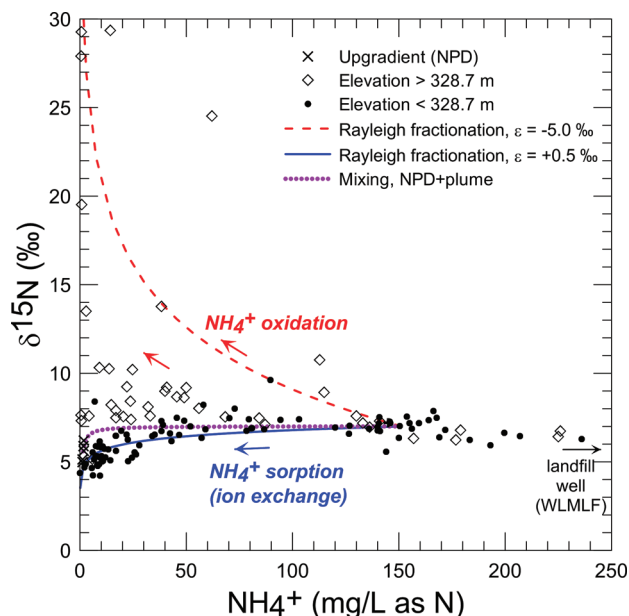 30
25
20
15
10
5
0
δ15N (‰)
Upgradient (NPD)
Elevation > 328.7 m
Elevation < 328.7 m
Rayleigh fractionation, ε = -5.0 ‰
Rayleigh fractionation, ε = +0.5 ‰
Mixing, NPD+plume
NH4+ oxidation
NH4+ sorption
(ion exchange)
landfill
well
(WLMLF)
0 50 100 150 200 250
NH4+ (mg/L as N)